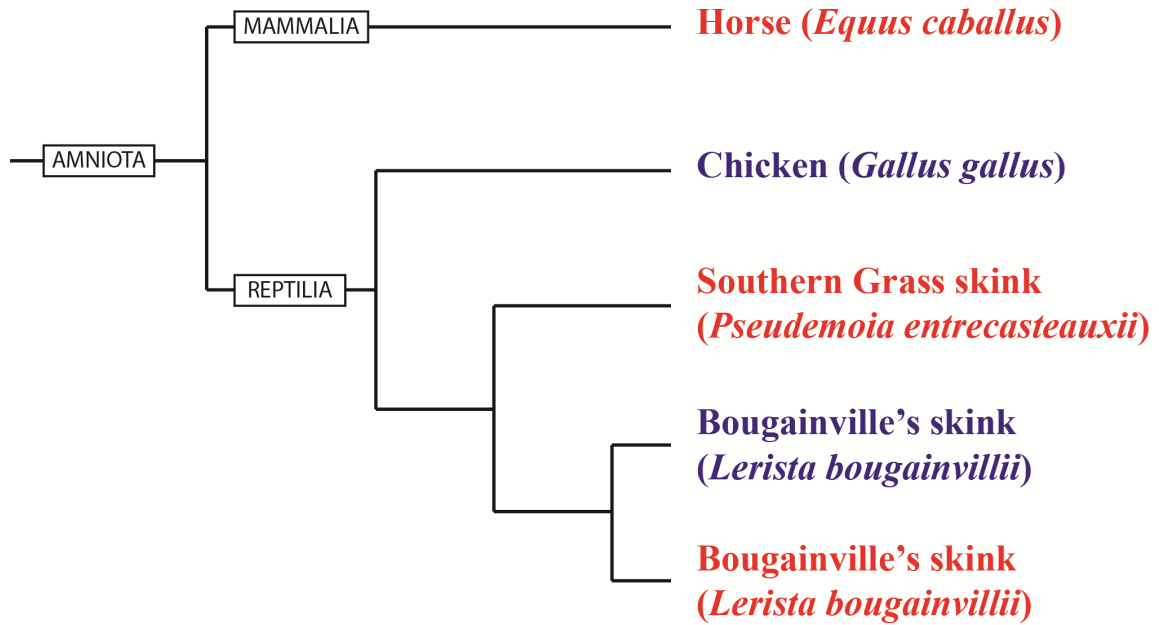 MAMMALIA
Horse (Equus caballus)
AMNIOTA
Chicken (Gallus gallus)
REPTILIA
Southern Grass skink
(Pseudemoia entrecasteauxii)
Bougainville’s skink
(Lerista bougainvillii)
Bougainville’s skink
(Lerista bougainvillii)